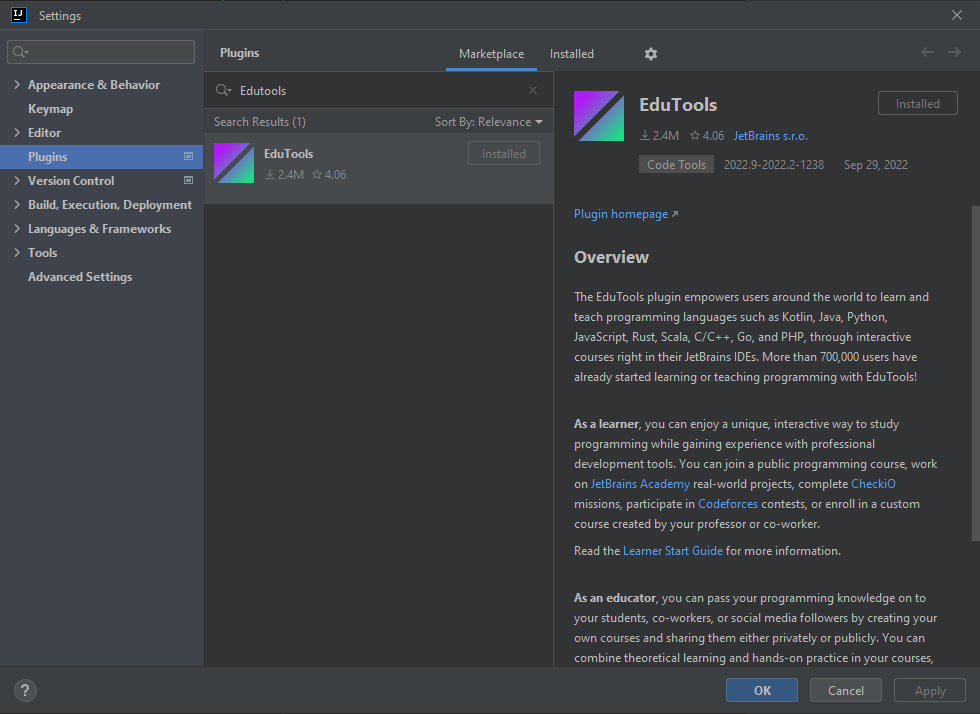 IJ
Settings
Appearance & Behavior
Keymap
Editor
Plugins
Version Control
Build, Execution, Deployment
Languages & Frameworks
Tools
Advanced Settings
Plugins
Marketplace
Installed
Edutools
Search Results (1)
Sort By: Relevance
EduTools
2.4M 4.06
Installed
EduTools
Installed
2.4M 4.06 JetBrains s.r.o.
Code Tools 2022.9-2022.2-1238 Sep 29, 2022
Plugin homepage
Overview
The EduTools plugin empowers users around the world to learn and
teach programming languages such as Kotlin, Java, Python,
JavaScript, Rust, Scala, C/C++, Go, and PHP, through interactive
courses right in their JetBrains IDEs. More than 700,000 users have
already started learning or teaching programming with EduTools!
As a learner, you can enjoy a unique, interactive way to study
programming while gaining experience with professional
development tools. You can join a public programming course, work
on JetBrains Academy real-world projects, complete CheckiO
missions, participate in Codeforces contests, or enroll in a custom
course created by your professor or co-worker.
Read the Learner Start Guide for more information.
As an educator, you can pass your programming knowledge on to
your students, co-workers, or social media followers by creating your
own courses and sharing them either privately or publicly. You can
combine theoretical learning and hands-on practice in your courses,
?
OK
Cancel
Apply